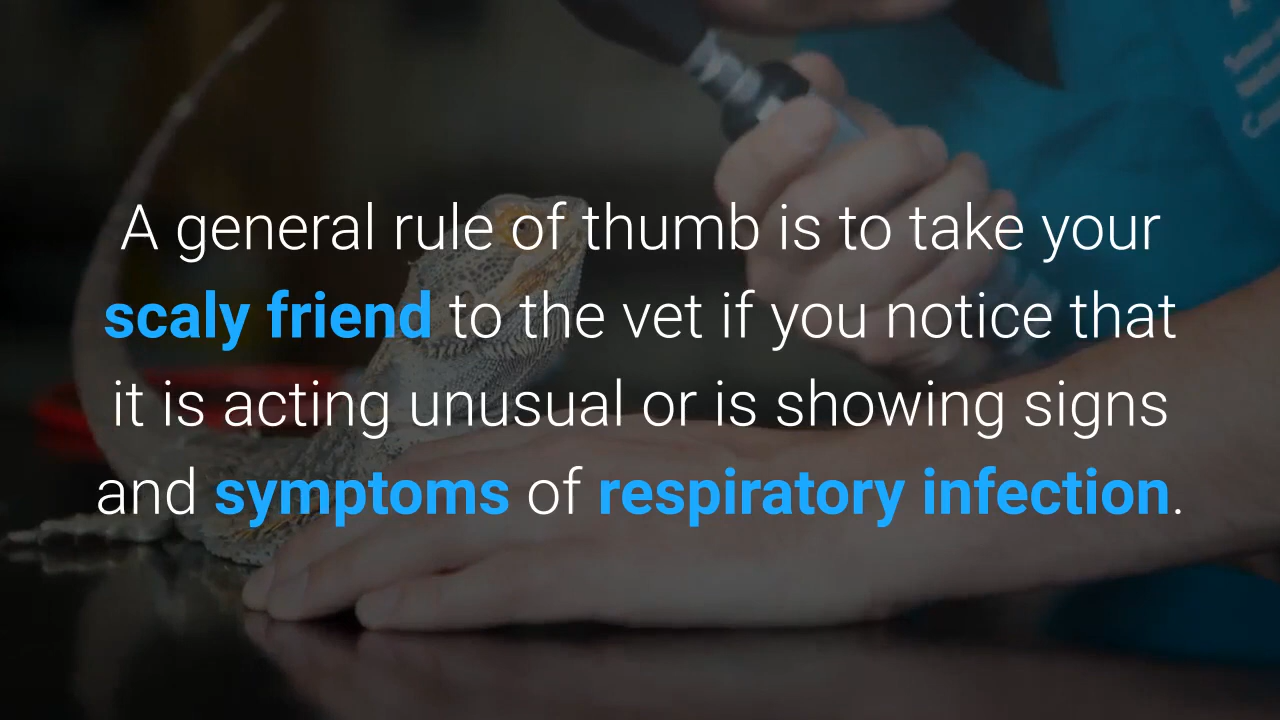 A general rule of thumb is to take your
scaly friend to the vet if you notice that
it is acting unusual or is showing signs
and symptoms of respiratory infection.